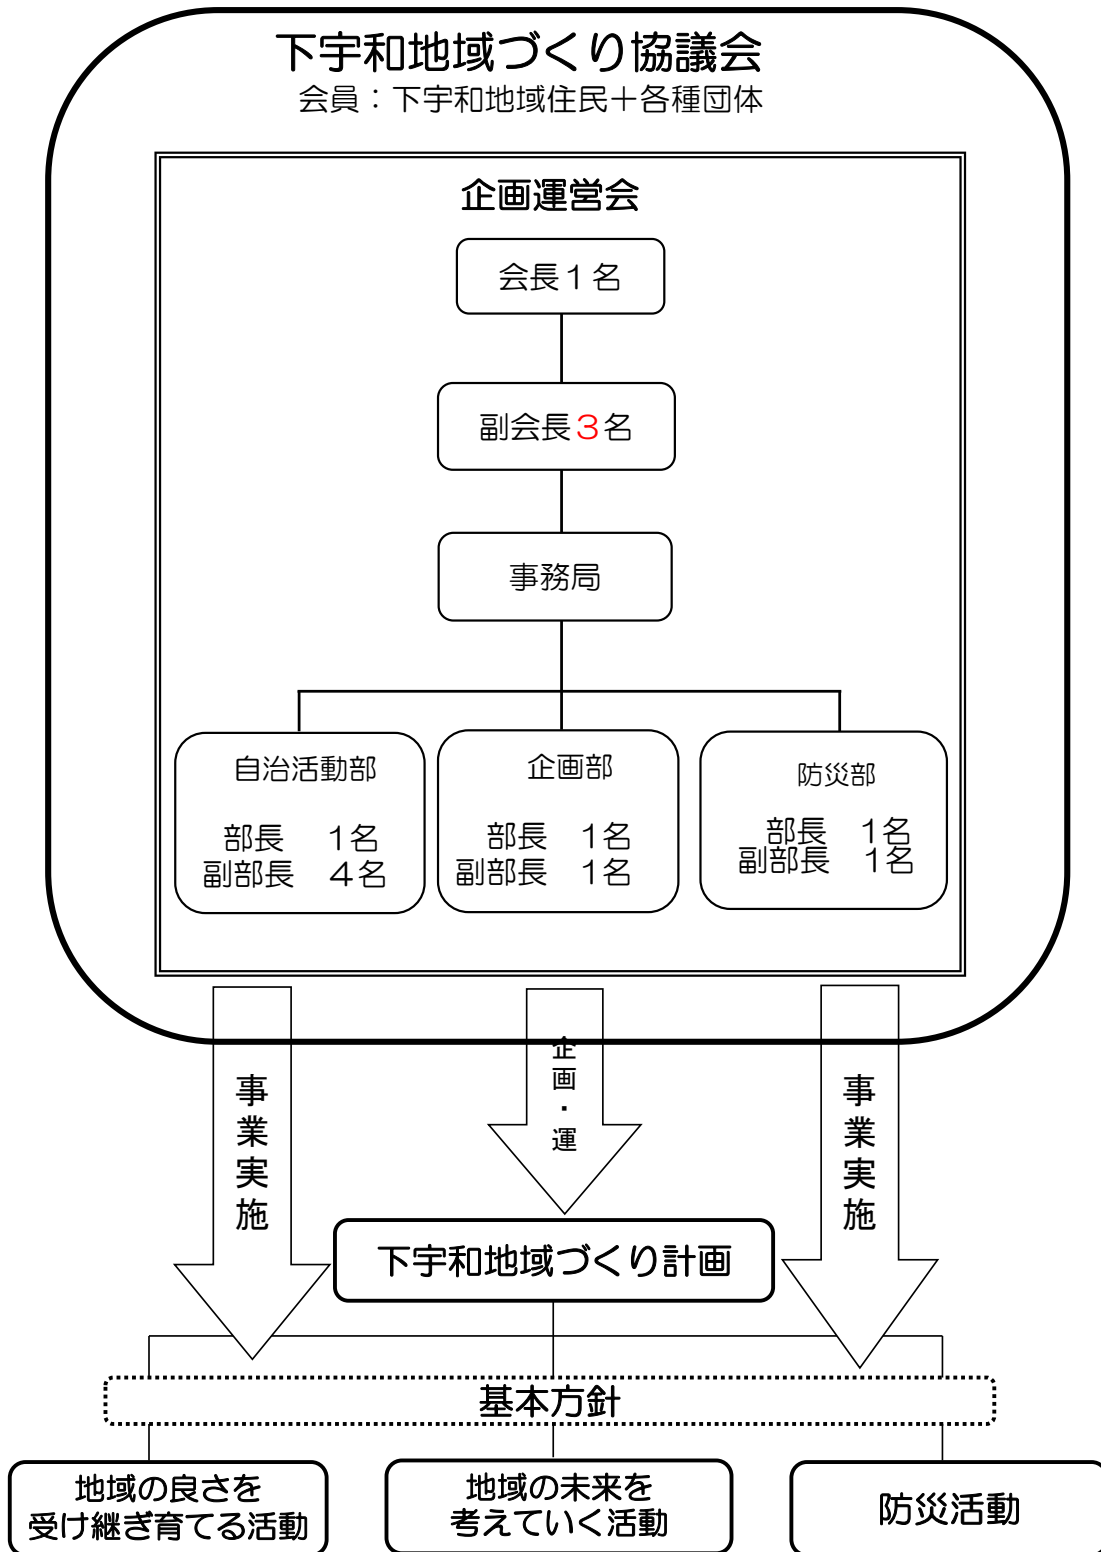 下宇和地域づくり協議会
会員：下宇和地域住民＋各種団体
企画運営会
会長１名
副会長３名
事務局
自治活動部
部長　１名
副部長　４名
企画部
部長　１名
副部長　１名
防災部
部長　１名
副部長　１名
事業実施
企画・運
事業実施
下宇和地域づくり計画
基本方針
地域の良さを
受け継ぎ育てる活動
地域の未来を
考えていく活動
防災活動